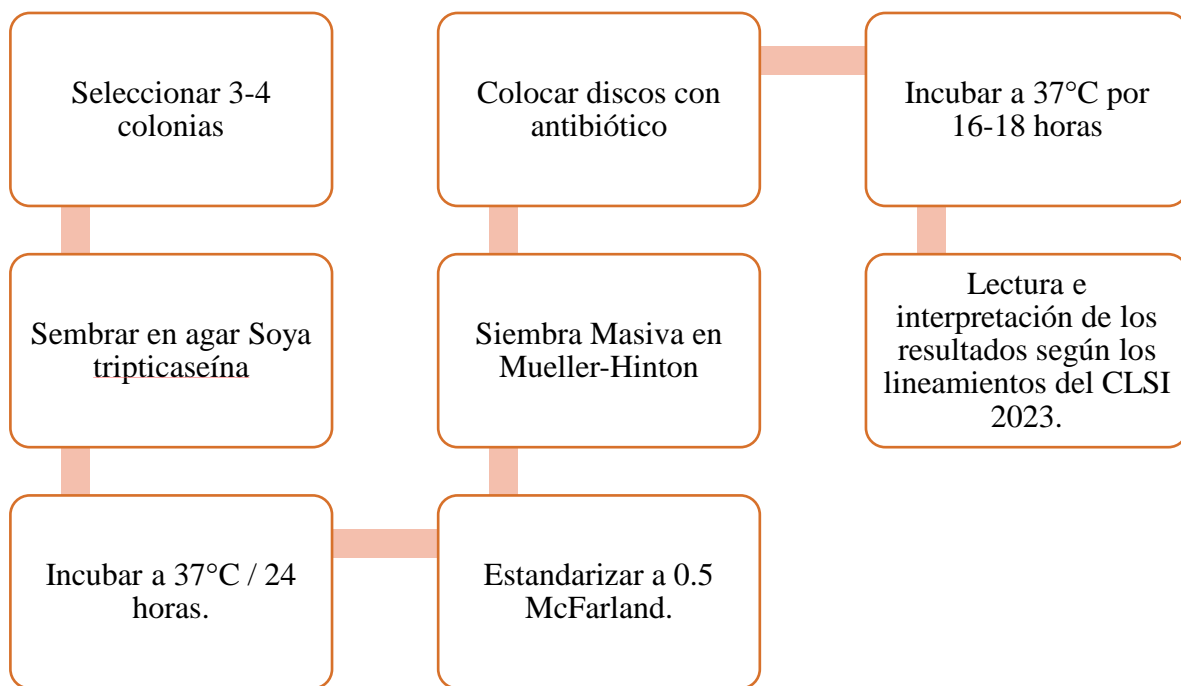 Seleccionar 3-4
colonias
Sembrar en agar Soya
tripticaseína
Incubar a 37°C / 24
horas.
Estandarizar a 0.5
McFarland.
Siembra Masiva en
Mueller-Hinton
Colocar discos con
antibiótico
Incubar a 37°C por
16-18 horas
Lectura e
interpretación de los
resultados según los
lineamientos del CLSI
2023.